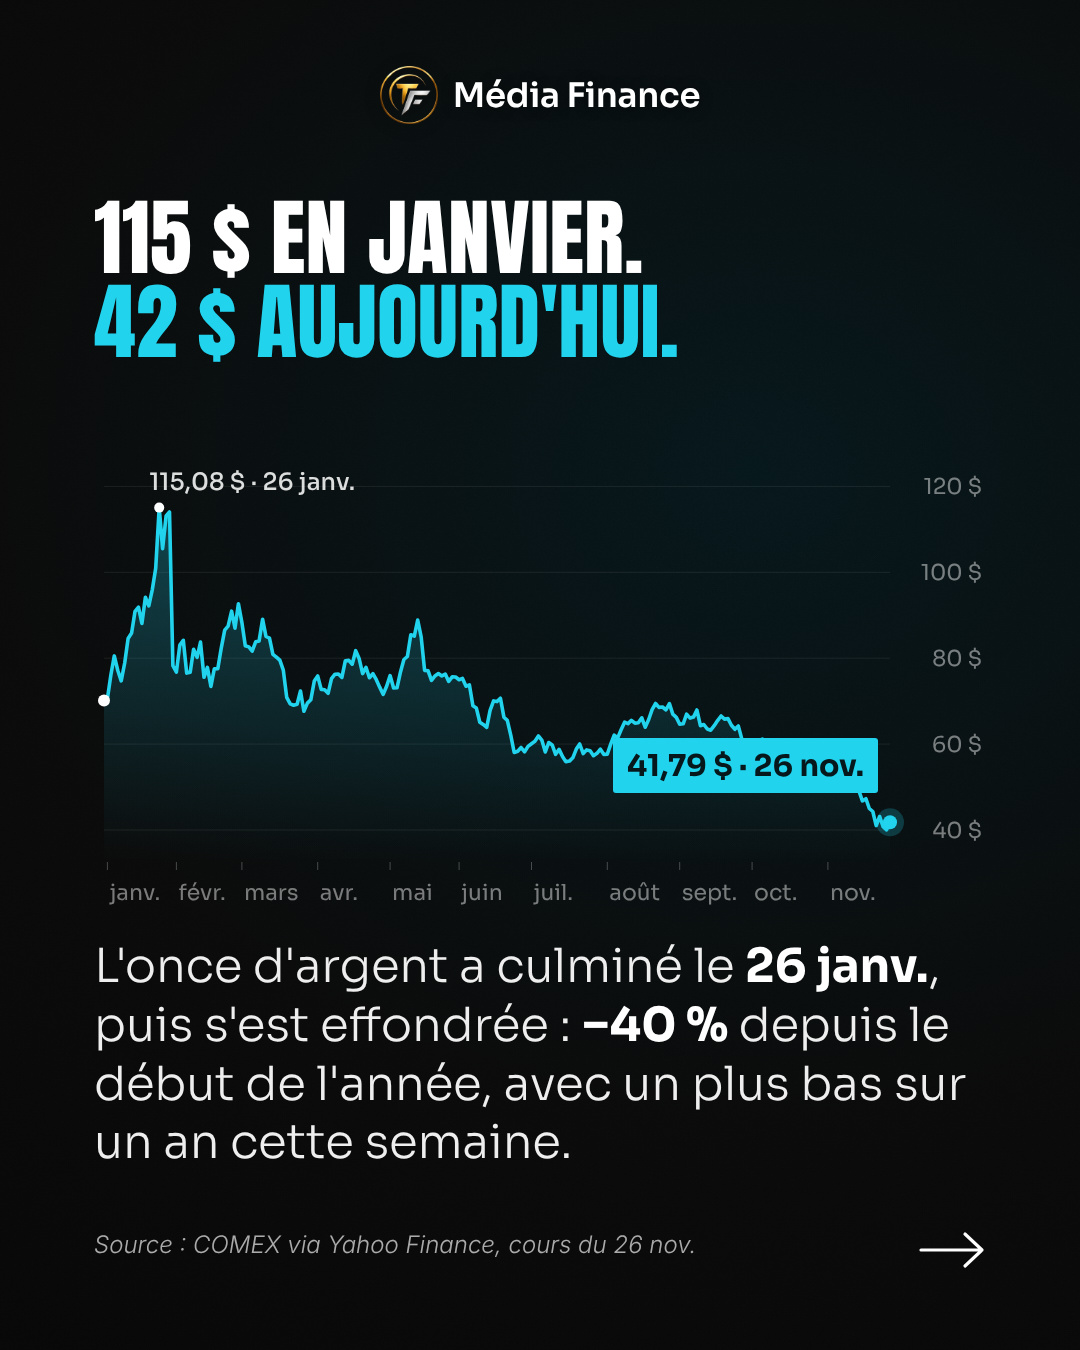 TF Média Finance
115 $ EN JANVIER.
42 $ AUJOURD'HUI.
115,08 $ · 26 janv.
120 $
100 $
80 $
60 $
41,79 $ · 26 nov.
40 $
janv. févr. mars avr. mai juin juil. août sept. oct. nov.
L'once d'argent a culminé le 26 janv.,
puis s'est effondrée : −40 % depuis le
début de l'année, avec un plus bas sur
un an cette semaine.
Source : COMEX via Yahoo Finance, cours du 26 nov.